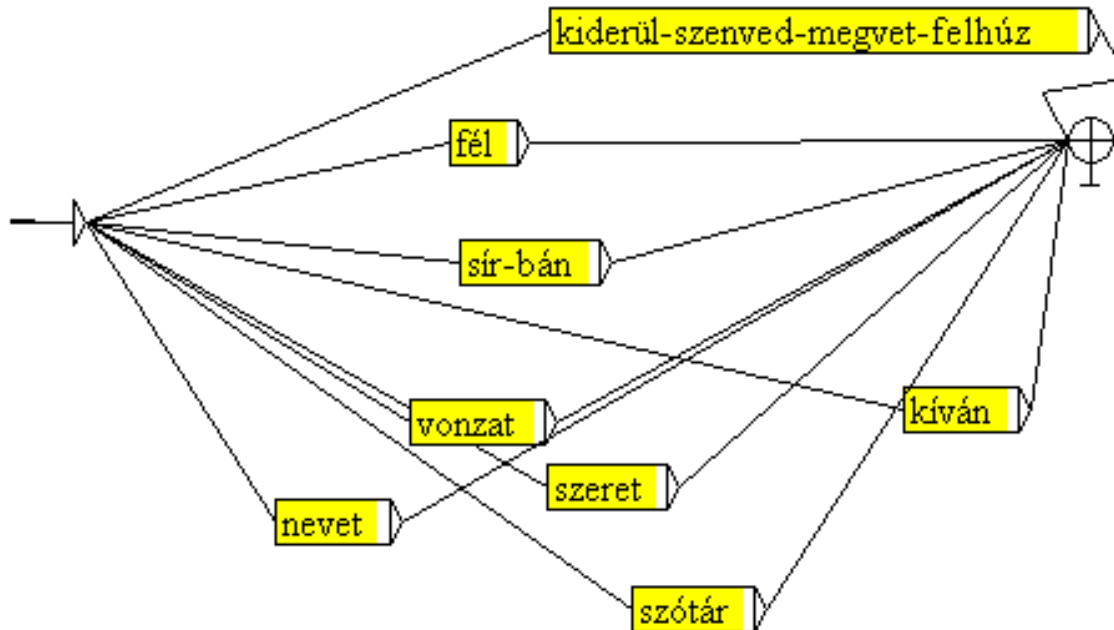 kiderül-szenved-megvet-felhúz
fél
sír-bán
vonzat
kíván
szeret
nevet
szótár